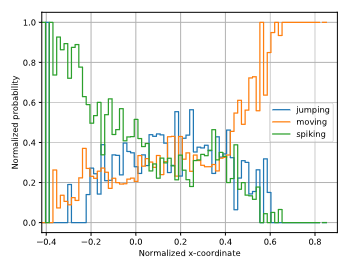 1.0
0.8
0.6
0.4
0.2
0.0
Normalized probability
jumping
moving
spiking
−0.4 −0.2 0.0 0.2 0.4 0.6 0.8
Normalized x-coordinate